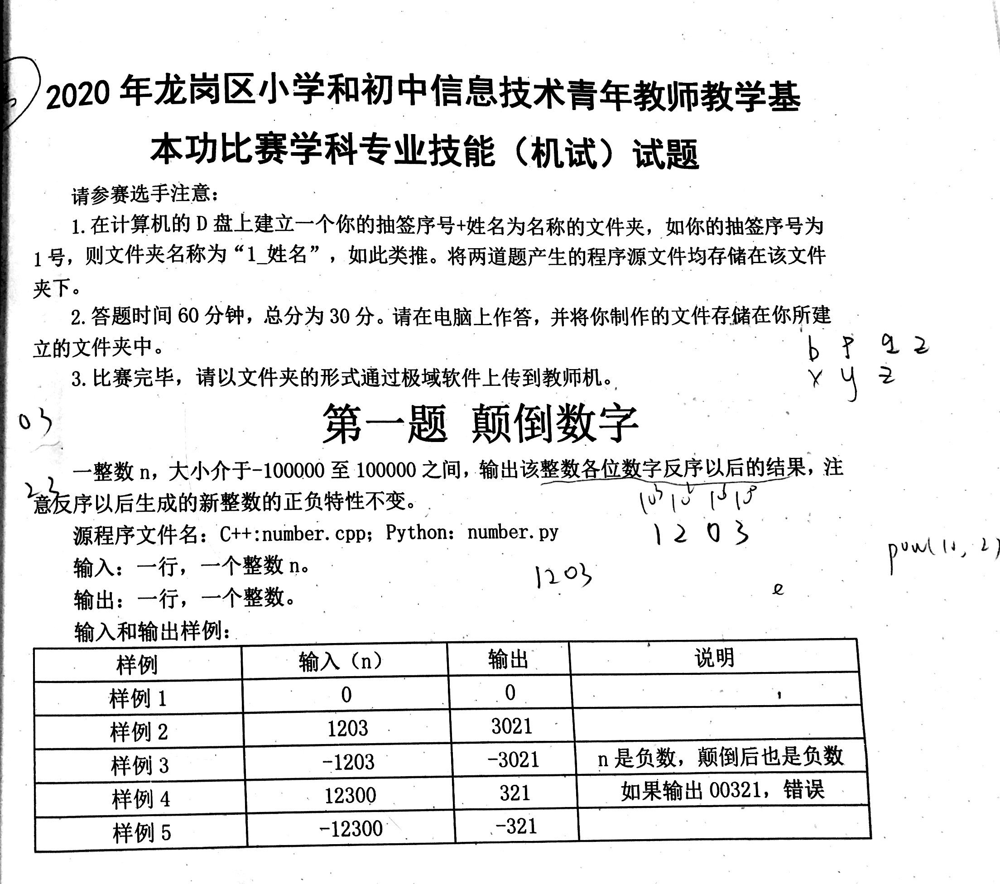 2020 年龙岗区小学和初中信息技术青年教师教学基
本功比赛学科专业技能（机试）试题
请参赛选手注意：
1.在计算机的 D 盘上建立一个你的抽签序号+姓名为名称的文件夹，如你的抽签序号为
1 号，则文件夹名称为“1_姓名”，如此类推。将两道题产生的程序源文件均存储在该文件
夹下。
2.答题时间 60 分钟，总分为 30 分。请在电脑上作答，并将你制作的文件存储在你所建
立的文件夹中。
b p q z
3.比赛完毕，请以文件夹的形式通过极域软件上传到教师机。
x y z
03
第一题 颠倒数字
一整数 n，大小介于-100000 至 100000 之间，输出该整数各位数字反序以后的结果，注
23
意反序以后生成的新整数的正负特性不变。
源程序文件名：C++:number.cpp；Python：number.py
1 2 0 3
输入：一行，一个整数 n。
1203
pow(10, 2)
输出：一行，一个整数。
e
输入和输出样例：
样例 输入（n） 输出 说明
样例 1 0 0
样例 2 1203 3021
样例 3 -1203 -3021 n 是负数，颠倒后也是负数
样例 4 12300 321 如果输出 00321，错误
样例 5 -12300 -321